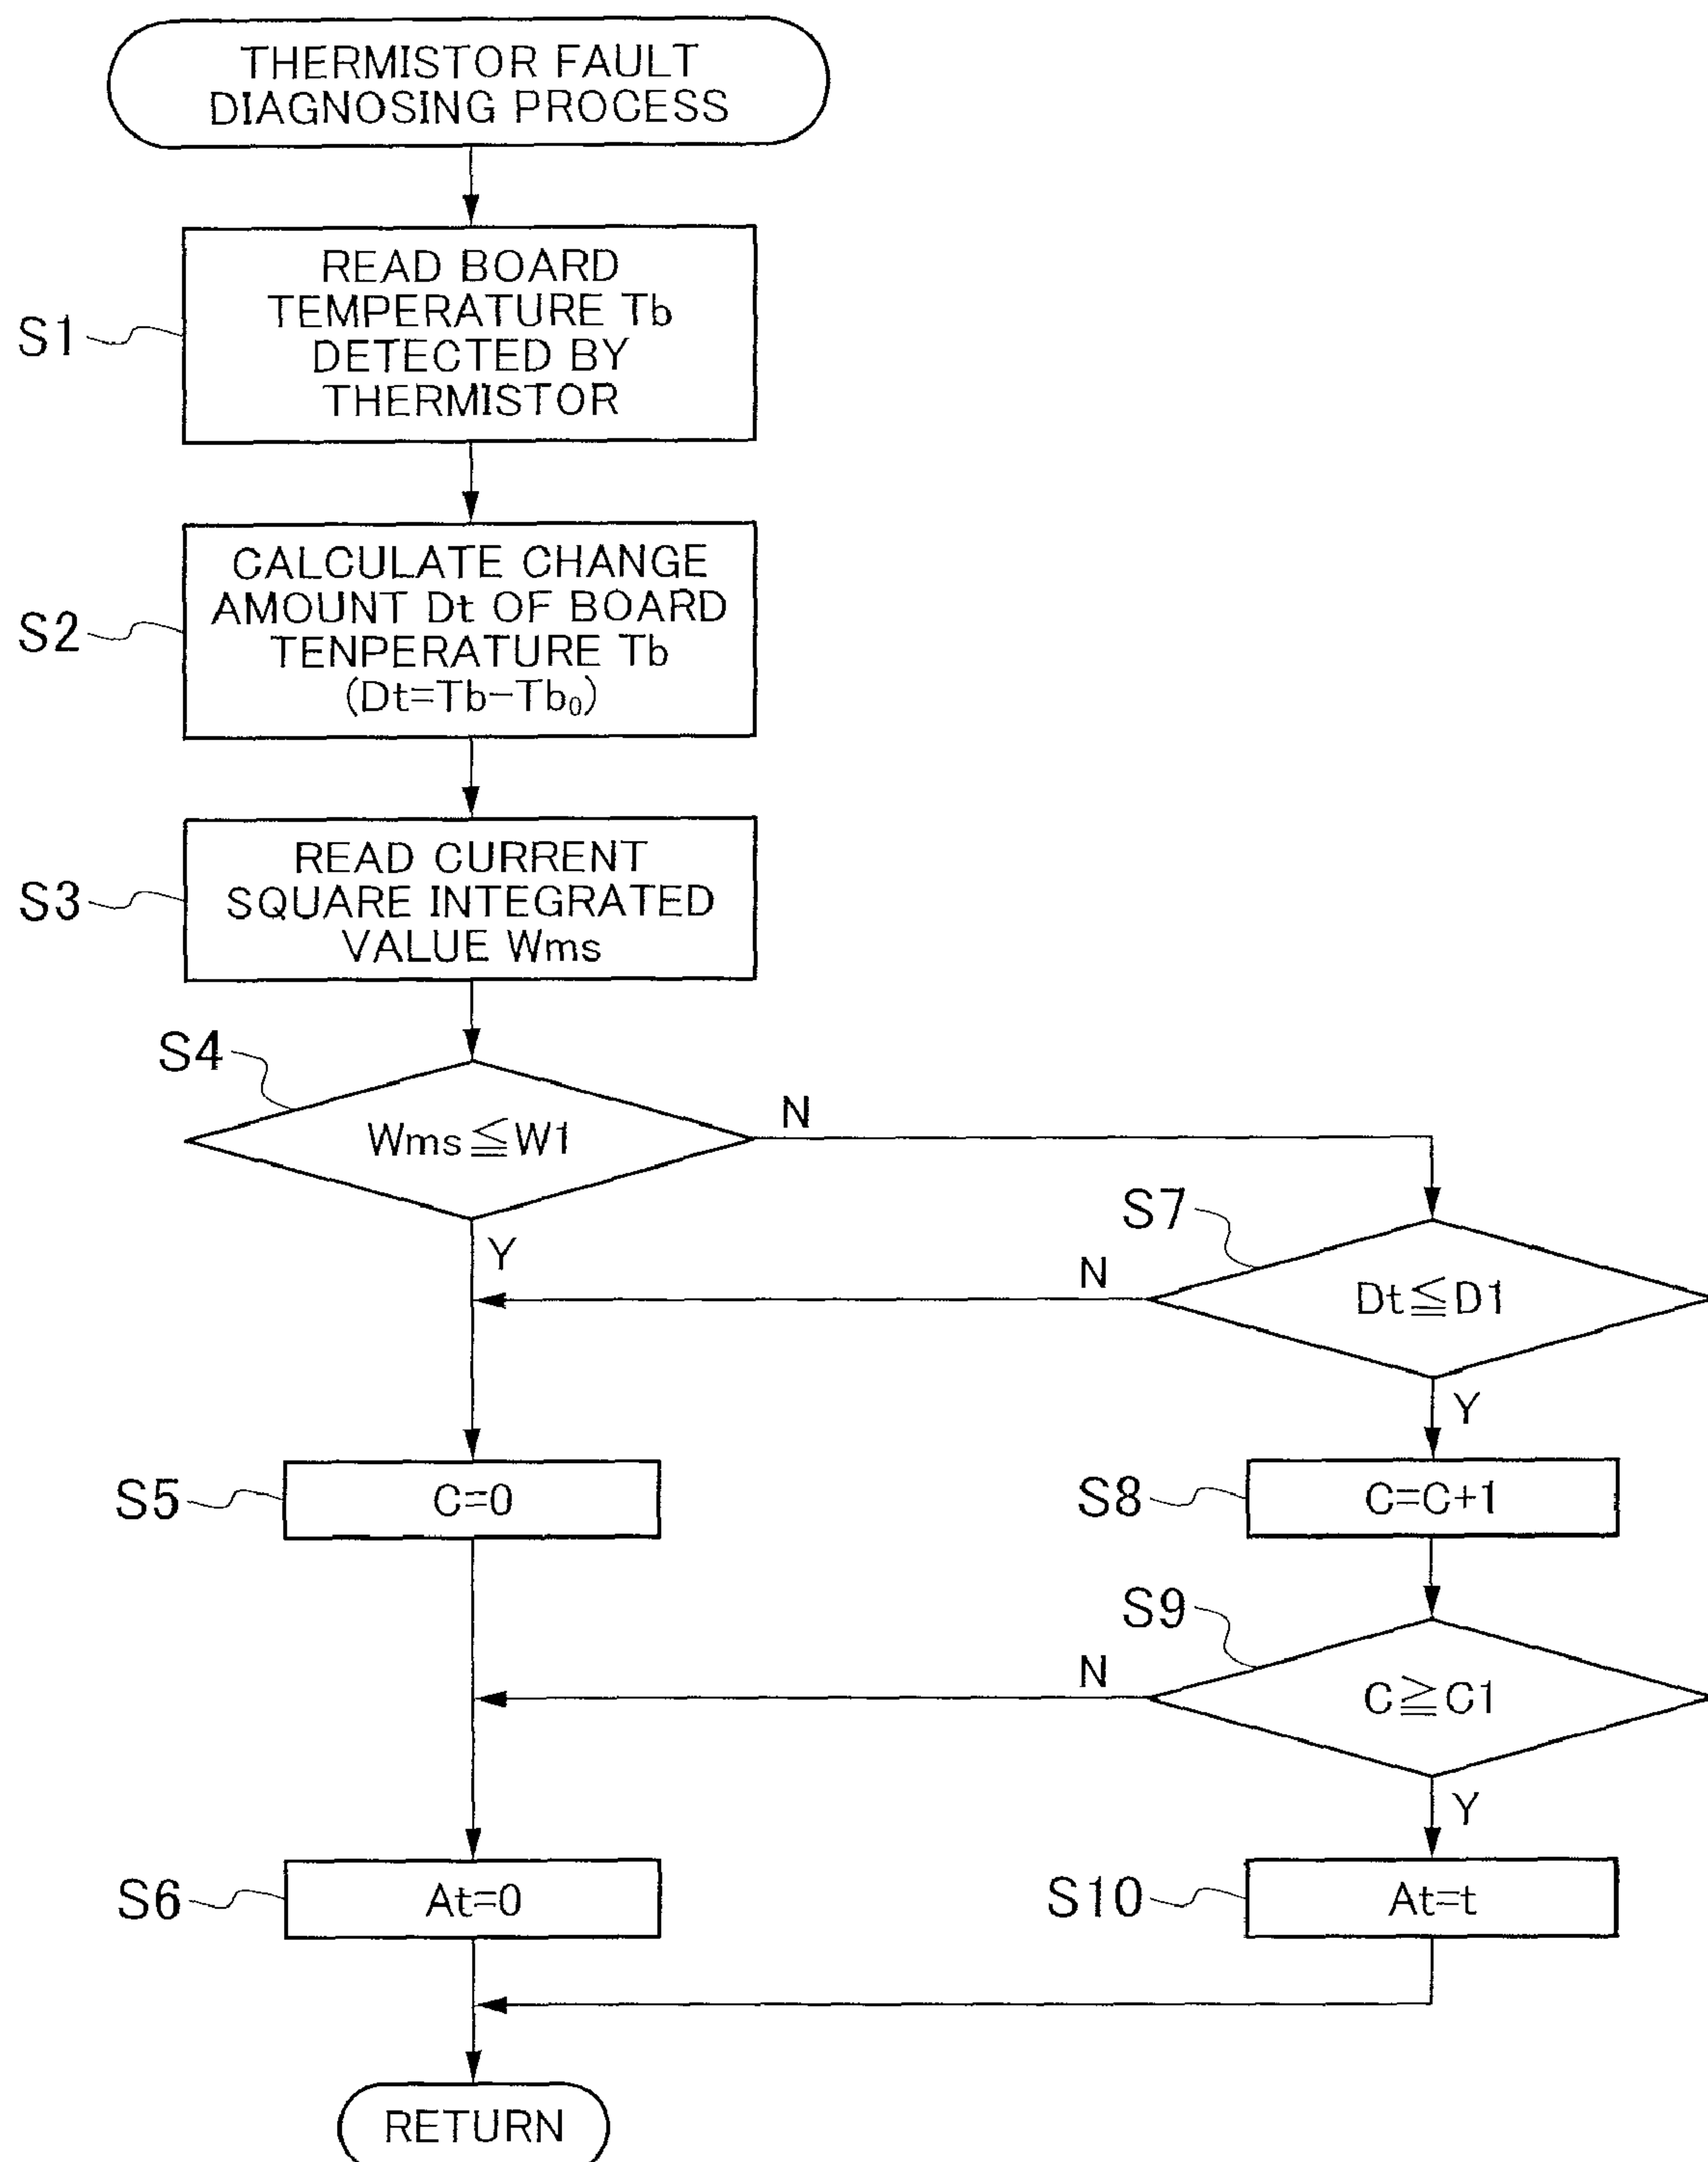 THERMISTOR FAULT
DIAGNOSING PROCESS
S1
READ BOARD
TEMPERATURE Tb
DETECTED BY
THERMISTOR
S2
CALCULATE CHANGE
AMOUNT Dt OF BOARD
TENPERATURE Tb
(Dt=Tb-Tb₀)
S3
READ CURRENT
SQUARE INTEGRATED
VALUE Wms
S4
Wms≦W1
N
Y
S7
Dt≦D1
N
Y
S5
C=0
S8
C=C+1
S9
C≧C1
N
Y
S6
At=0
S10
At=t
RETURN